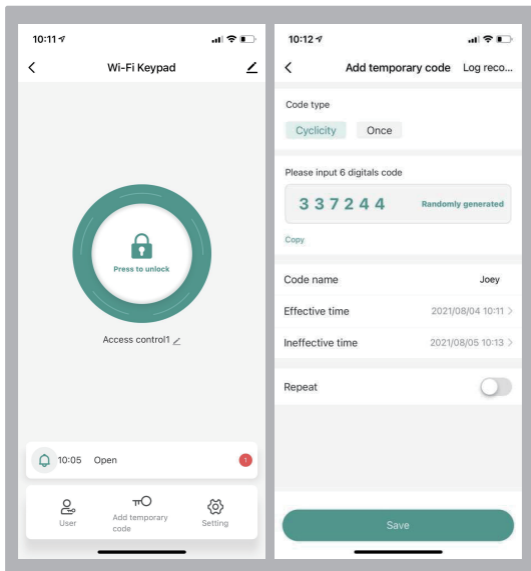 10:11
Wi-Fi Keypad
Press to unlock
Access control1
10:05 Open 1
User
Add temporary
code
Setting
10:12
Add temporary code Log reco...
Code type
Cyclicity Once
Please input 6 digitals code
337244 Randomly generated
Copy
Code name Joey
Effective time 2021/08/04 10:11 >
Ineffective time 2021/08/05 10:13 >
Repeat
Save